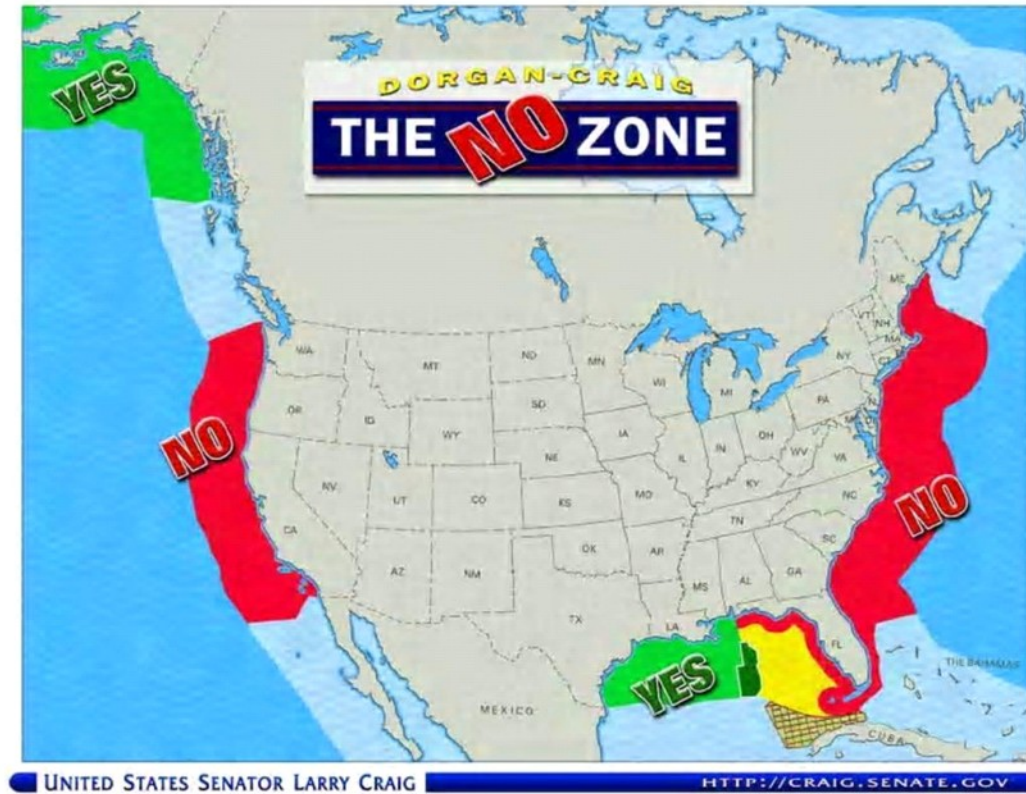 DORGAN-CRAIG
THE NO ZONE
YES
ME
VT
NH
MA
CT
WA
MT
ND
MN
NY
WI
MI
SD
OR
ID
WY
PA
IA
NE
OH
IL
IN
WV
VA
NO
NV
UT
CO
KS
MO
KY
NC
NO
CA
TN
OK
AR
SC
AZ
NM
MS
AL
GA
TX
LA
FL
YES
THE BAHAMAS
MEXICO
CUBA
UNITED STATES SENATOR LARRY CRAIG
HTTP://CRAIG.SENATE.GOV